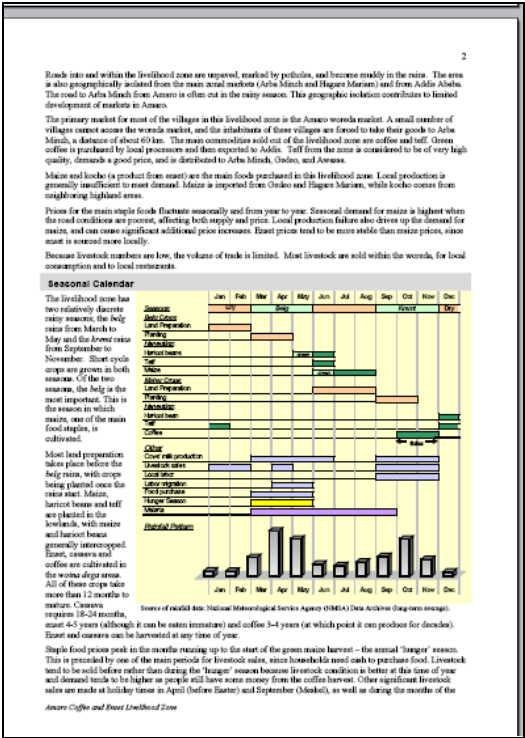 2
Roads into and within the livelihood zone are unpaved, marked by potholes, and become muddy in the rains. The area
is also geographically isolated from the main zonal markets (Arba Minch and Hagare Mariam) and from Addis Ababa.
The road to Arba Minch from Amaro is often cut in the rainy season. This geographic isolation contributes to limited
development of markets in Amaro.
The primary market for most of the villages in this livelihood zone is the Amaro woreda market. A small number of
villages cannot access the woreda market, and the inhabitants of these villages are forced to take their goods to Arba
Minch, a distance of about 60 km. The main commodities sold out of the livelihood zone are coffee and teff. Green
coffee is purchased by local processors and then exported to Addis. Teff from the zone is considered to be of very high
quality, demands a good price, and is distributed to Arba Minch, Gedeo, and Awassa.
Maize and kocho (a product from enset) are the main foods purchased in this livelihood zone. Local production is
generally insufficient to meet demand. Maize is imported from Gedeo and Hagare Mariam, while kocho comes from
neighboring highland areas.
Prices for the main staple foods fluctuate seasonally and from year to year. Seasonal demand for maize is highest when
the road conditions are poorest, affecting both supply and price. Local production failure also drives up the demand for
maize, and can cause significant additional price increases. Enset prices tend to be more stable than maize prices, since
enset is sourced more locally.
Because livestock numbers are low, the volume of trade is limited. Most livestock are sold within the woreda, for local
consumption and to local restaurants.
Seasonal Calendar
The livelihood zone has
two relatively discrete
rainy seasons, the belg
rains from March to
May and the kremt rains
from September to
November. Short cycle
crops are grown in both
seasons. Of the two
seasons, the belg is the
most important. This is
the season in which
maize, one of the main
food staples, is
cultivated.
Most land preparation
takes place before the
belg rains, with crops
being planted once the
rains start. Maize,
haricot beans and teff
are planted in the
lowlands, with maize
and haricot beans
generally intercropped.
Enset, cassava and
coffee are cultivated in
the woina dega areas.
All of these crops take
more than 12 months to
mature. Cassava
requires 18-24 months,
Jan Feb Mar Apr May Jun Jul Aug Sep Oct Nov Dec
Seasons Dry Belg Kremt Dry
Belg Crops
Land Preparation
Planting
Harvesting:
Haricot beans green
Teff
Maize green
Meher Crops
Land Preparation
Planting
Harvesting:
Haricot bean
Teff
Coffee
Sales
Other
Cows' milk production
Livestock sales
Local labor
Labor migration
Food purchase
Hunger Season
Malaria
Rainfall Pattern
Jan Feb Mar Apr May Jun Jul Aug Sep Oct Nov Dec
Source of rainfall data: National Meteorological Service Agency (NMSA) Data Archives (long-term average).
enset 4-5 years (although it can be eaten immature) and coffee 3-4 years (at which point it can produce for decades).
Enset and cassava can be harvested at any time of year.
Staple food prices peak in the months running up to the start of the green maize harvest – the annual 'hunger' season.
This is preceded by one of the main periods for livestock sales, since households need cash to purchase food. Livestock
tend to be sold before rather than during the 'hunger' season because livestock condition is better at this time of year
and demand tends to be higher as people still have some money from the coffee harvest. Other significant livestock
sales are made at holiday times in April (before Easter) and September (Meskel), as well as during the months of the
Amaro Coffee and Enset Livelihood Zone